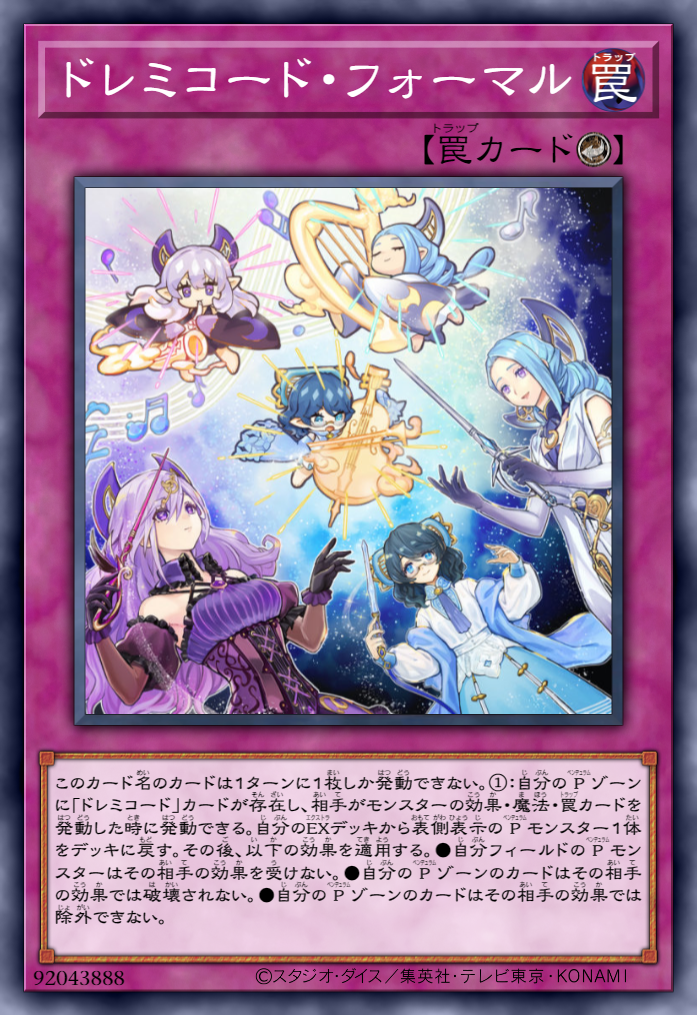 ドレミコード・フォーマル 罠
【罠カード】
このカード名のカードは1ターンに1枚しか発動できない。①:自分のPゾーン
に「ドレミコード」カードが存在し、相手がモンスターの効果・魔法・罠カードを
発動した時に発動できる。自分のEXデッキから表側表示のPモンスター1体
をデッキに戻す。その後、以下の効果を適用する。●自分フィールドのPモン
スターはその相手の効果を受けない。●自分のPゾーンのカードはその相手
の効果では破壊されない。●自分のPゾーンのカードはその相手の効果では
除外できない。
92043888 ©スタジオ・ダイス/集英社・テレビ東京・KONAMI